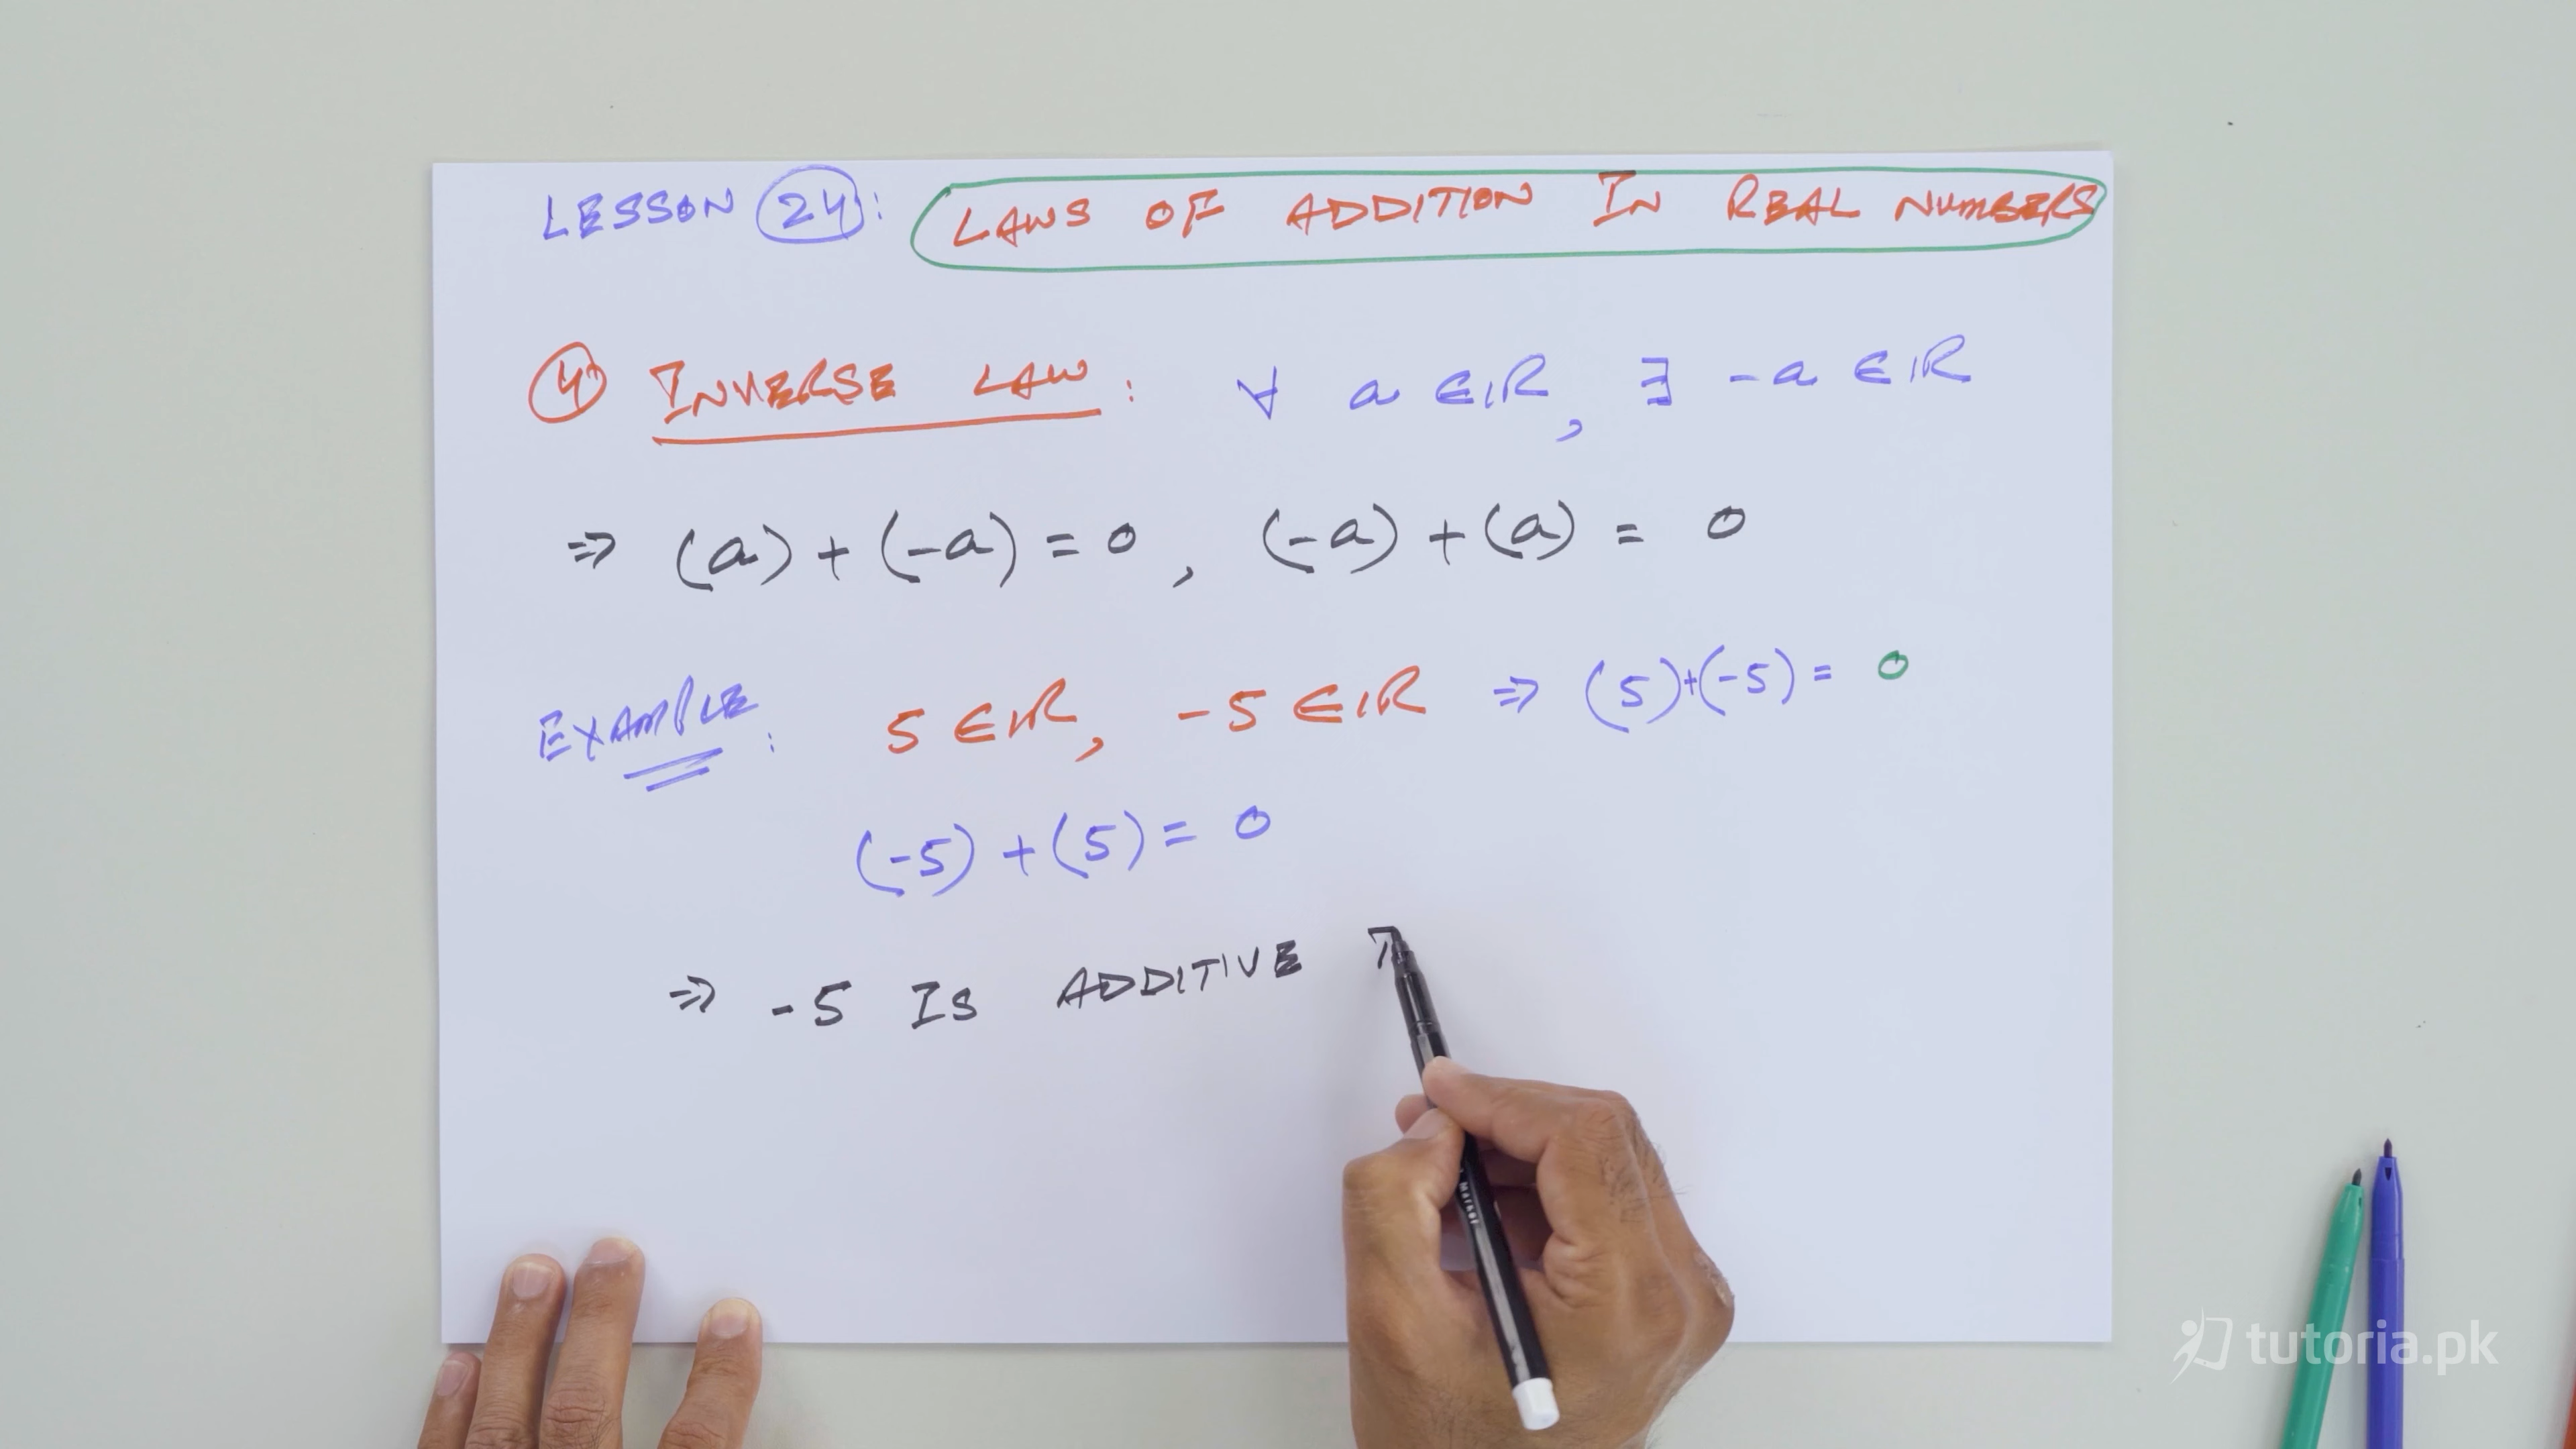 LESSON 24: LAWS OF ADDITION IN REAL NUMBERS
4 INVERSE LAW: ∀ a ∈ ℝ, ∃ -a ∈ ℝ
⇒ (a) + (-a) = 0, (-a) + (a) = 0
EXAMPLE: 5 ∈ ℝ, -5 ∈ ℝ ⇒ (5)+(-5) = 0
(-5) + (5) = 0
⇒ -5 IS ADDITIVE
Marker
tutoria.pk